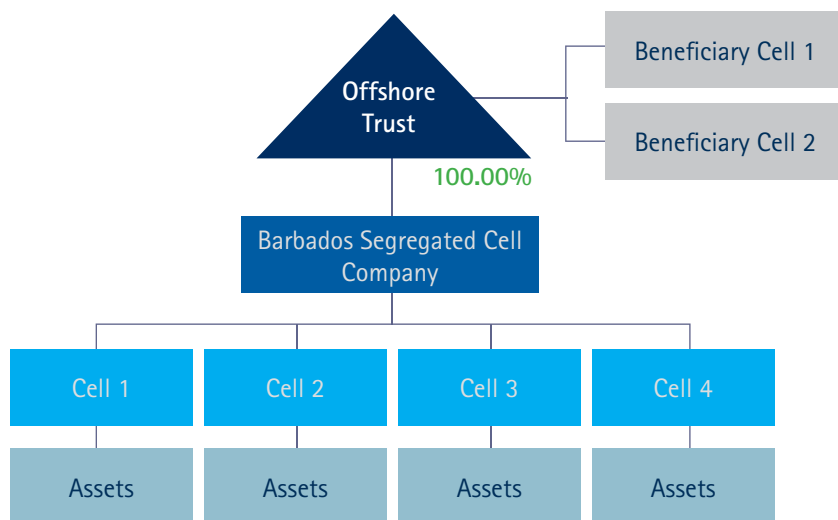 Offshore
Trust
Beneficiary Cell 1
Beneficiary Cell 2
100.00%
Barbados Segregated Cell
Company
Cell 1
Cell 2
Cell 3
Cell 4
Assets
Assets
Assets
Assets